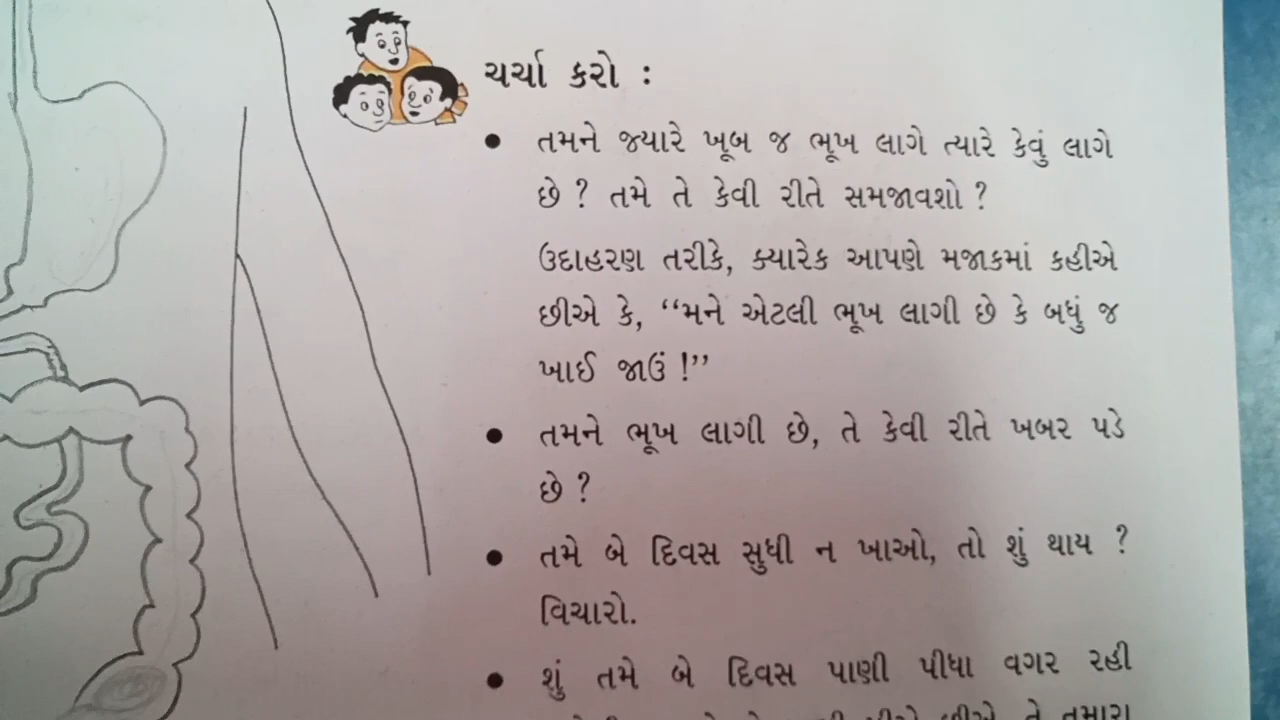 ચર્ચા કરો :
• તમને જ્યારે ખૂબ જ ભૂખ લાગે ત્યારે કેવું લાગે
છે ? તમે તે કેવી રીતે સમજાવશો ?
ઉદાહરણ તરીકે, ક્યારેક આપણે મજાકમાં કહીએ
છીએ કે, “મને એટલી ભૂખ લાગી છે કે બધું જ
ખાઈ જાઉં !”
• તમને ભૂખ લાગી છે, તે કેવી રીતે ખબર પડે
છે ?
• તમે બે દિવસ સુધી ન ખાઓ, તો શું થાય ?
વિચારો.
• શું તમે બે દિવસ પાણી પીધા વગર રહી
છીએ, તે તમારા